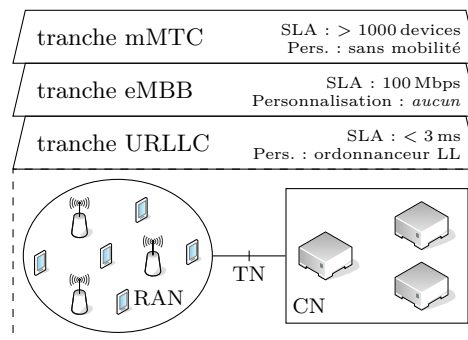 tranche mMTC
SLA : > 1000 devices
Pers. : sans mobilité
tranche eMBB
SLA : 100 Mbps
Personnalisation : aucun
tranche URLLC
SLA : < 3 ms
Pers. : ordonnanceur LL
RAN
TN
CN